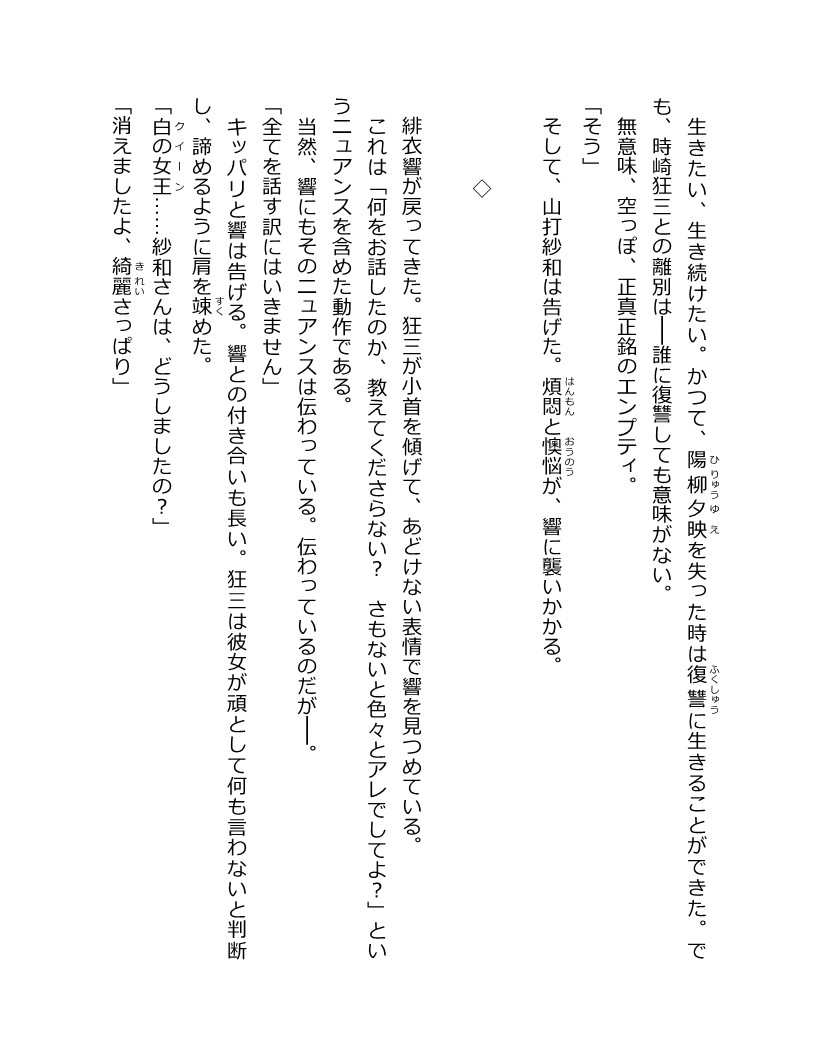 生きたい、生き続けたい。かつて、陽柳夕映を失った時は復讐に生きることができた。で
も、時崎狂三との離別は――誰に復讐しても意味がない。
無意味、空っぽ、正真正銘のエンプティ。
「そう」
そして、山打紗和は告げた。煩悶と懊悩が、響に襲いかかる。
◇
緋衣響が戻ってきた。狂三が小首を傾げて、あどけない表情で響を見つめている。
これは「何をお話したのか、教えてくださらない？　さもないと色々とアレでしてよ？」とい
うニュアンスを含めた動作である。
当然、響にもそのニュアンスは伝わっている。伝わっているのだが――。
「全てを話す訳にはいきません」
キッパリと響は告げる。響との付き合いも長い。狂三は彼女が頑として何も言わないと判断
し、諦めるように肩を竦めた。
「白の女王……紗和さんは、どうしましたの？」
「消えましたよ、綺麗さっぱり」